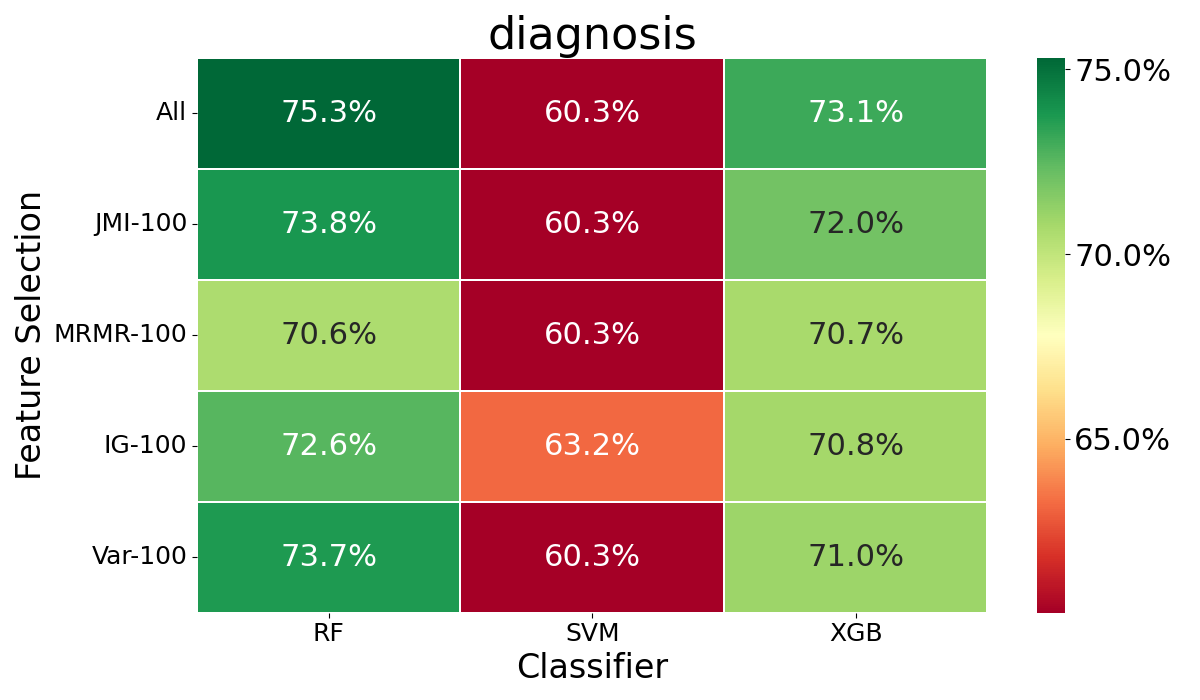 diagnosis
Feature Selection
All 75.3% 60.3% 73.1%
JMI-100 73.8% 60.3% 72.0%
MRMR-100 70.6% 60.3% 70.7%
IG-100 72.6% 63.2% 70.8%
Var-100 73.7% 60.3% 71.0%
RF SVM XGB
Classifier
75.0%
70.0%
65.0%